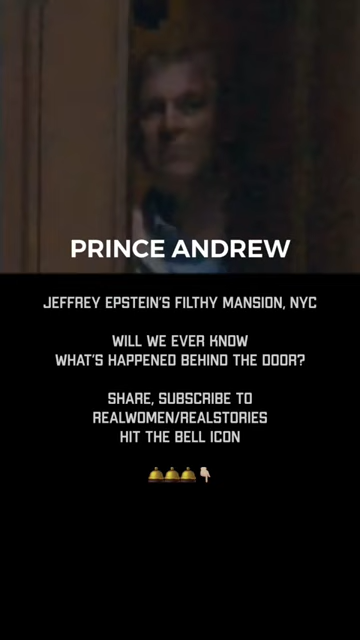 PRINCE ANDREW
JEFFREY EPSTEIN'S FILTHY MANSION, NYC
WILL WE EVER KNOW
WHAT'S HAPPENED BEHIND THE DOOR?
SHARE, SUBSCRIBE TO
REALWOMEN/REALSTORIES
HIT THE BELL ICON